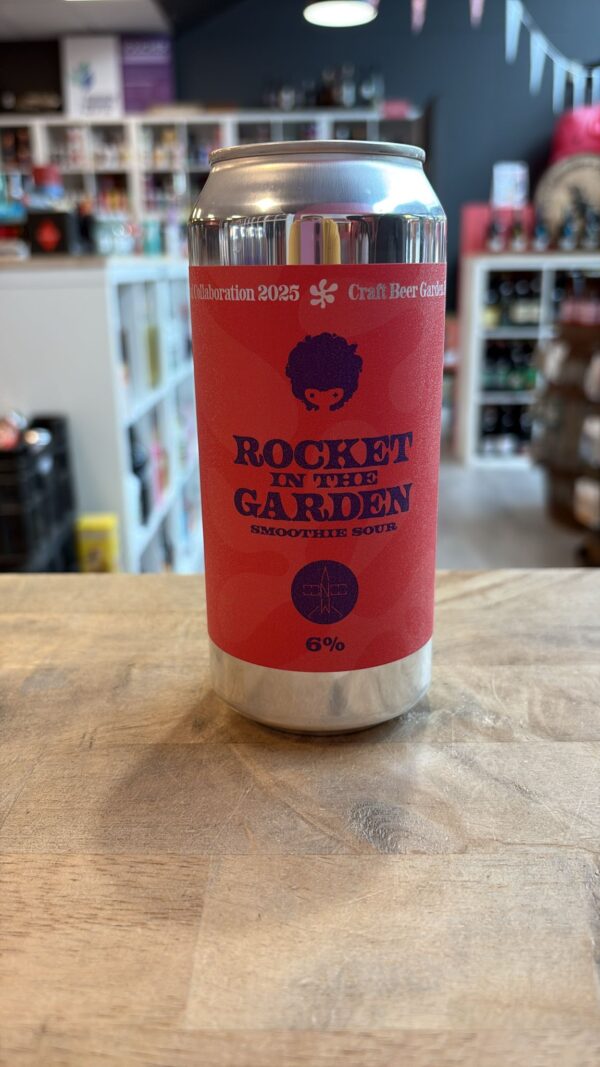 Collaboration 2025 Craft Beer Garden
ROCKET
IN THE
GARDEN
SMOOTHIE SOUR
6%